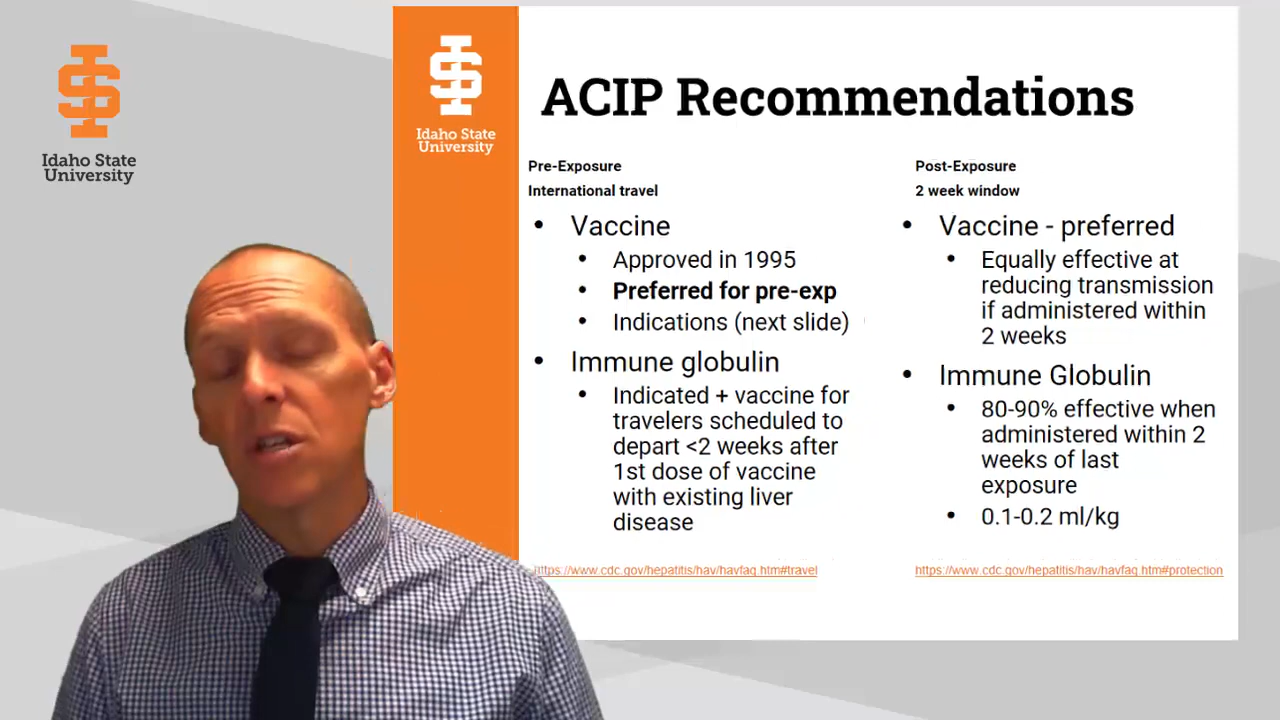 Idaho State
University
Idaho State
University
ACIP Recommendations
Pre-Exposure
International travel
• Vaccine
• Approved in 1995
• Preferred for pre-exp
• Indications (next slide)
• Immune globulin
• Indicated + vaccine for
travelers scheduled to
depart <2 weeks after
1st dose of vaccine
with existing liver
disease
https://www.cdc.gov/hepatitis/hav/havfaq.htm#travel
Post-Exposure
2 week window
• Vaccine - preferred
• Equally effective at
reducing transmission
if administered within
2 weeks
• Immune Globulin
• 80-90% effective when
administered within 2
weeks of last
exposure
• 0.1-0.2 ml/kg
https://www.cdc.gov/hepatitis/hav/havfaq.htm#protection